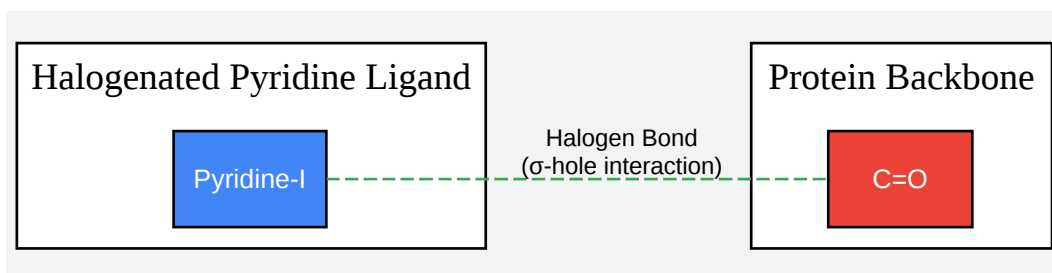 Halogenated Pyridine Ligand
Protein Backbone
Halogen Bond
(σ-hole interaction)
Pyridine-I
C=O